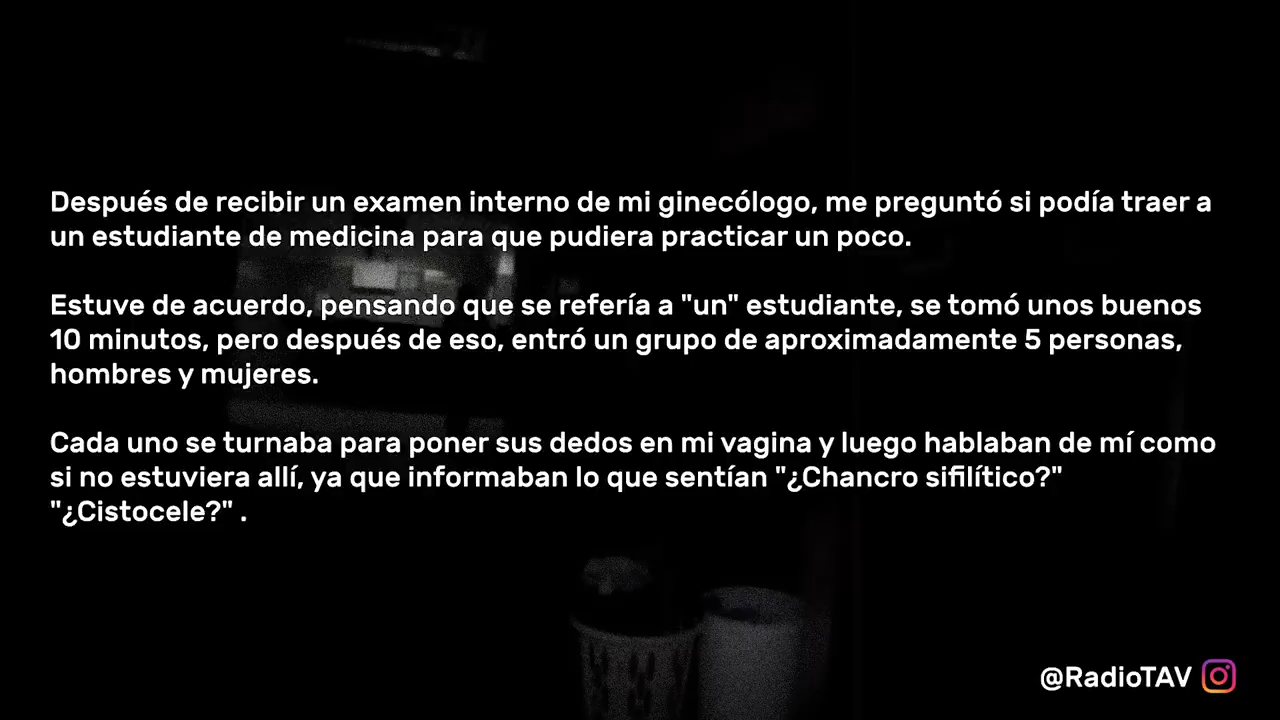 Después de recibir un examen interno de mi ginecólogo, me preguntó si podía traer a
un estudiante de medicina para que pudiera practicar un poco.
Estuve de acuerdo, pensando que se refería a "un" estudiante, se tomó unos buenos
10 minutos, pero después de eso, entró un grupo de aproximadamente 5 personas,
hombres y mujeres.
Cada uno se turnaba para poner sus dedos en mi vagina y luego hablaban de mí como
si no estuviera allí, ya que informaban lo que sentían "¿Chancro sifilítico?"
"¿Cistocele?" .
@RadioTAV